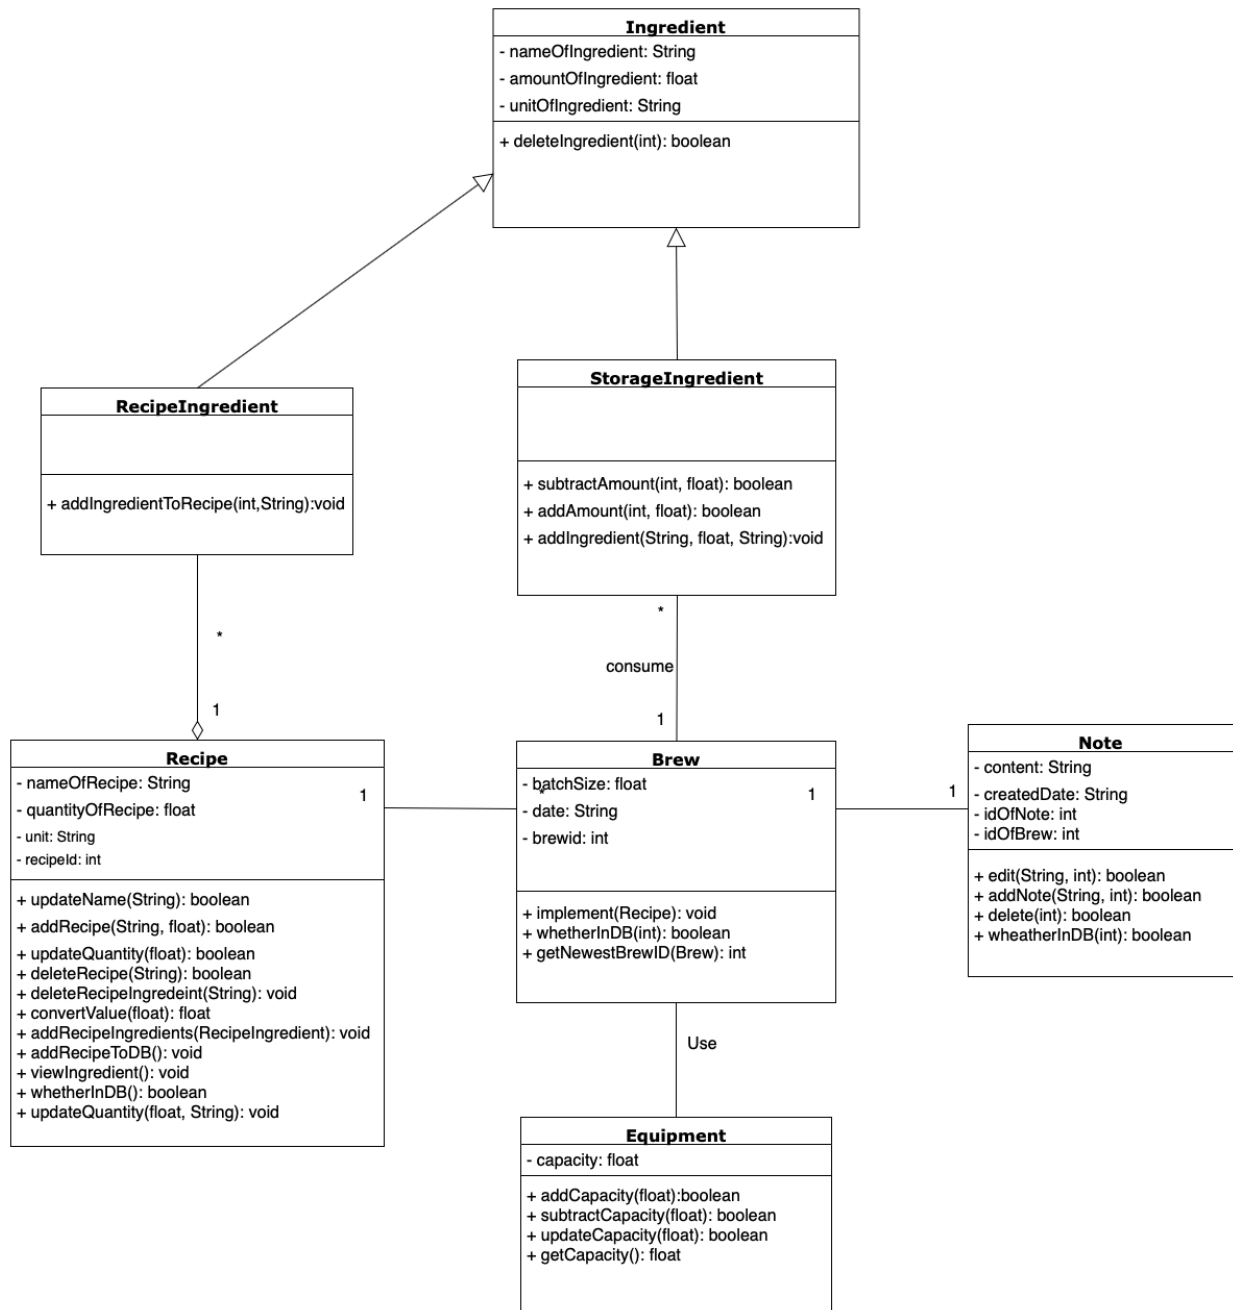 Ingredient
- nameOfIngredient: String
- amountOfIngredient: float
- unitOfIngredient: String
+ deleteIngredient(int): boolean
RecipeIngredient
+ addIngredientToRecipe(int,String):void
StorageIngredient
+ subtractAmount(int, float): boolean
+ addAmount(int, float): boolean
+ addIngredient(String, float, String):void
*
1
*
consume
1
Recipe
- nameOfRecipe: String
- quantityOfRecipe: float
- unit: String
- recipeId: int
+ updateName(String): boolean
+ addRecipe(String, float): boolean
+ updateQuantity(float): boolean
+ deleteRecipe(String): boolean
+ deleteRecipeIngredeint(String): void
+ convertValue(float): float
+ addRecipeIngredients(RecipeIngredient): void
+ addRecipeToDB(): void
+ viewIngredient(): void
+ whetherInDB(): boolean
+ updateQuantity(float, String): void
1
*
Brew
- batchSize: float
- date: String
- brewid: int
+ implement(Recipe): void
+ whetherInDB(int): boolean
+ getNewestBrewID(Brew): int
1
1
Note
- content: String
- createdDate: String
- idOfNote: int
- idOfBrew: int
+ edit(String, int): boolean
+ addNote(String, int): boolean
+ delete(int): boolean
+ wheatherInDB(int): boolean
Use
Equipment
- capacity: float
+ addCapacity(float):boolean
+ subtractCapacity(float): boolean
+ updateCapacity(float): boolean
+ getCapacity(): float